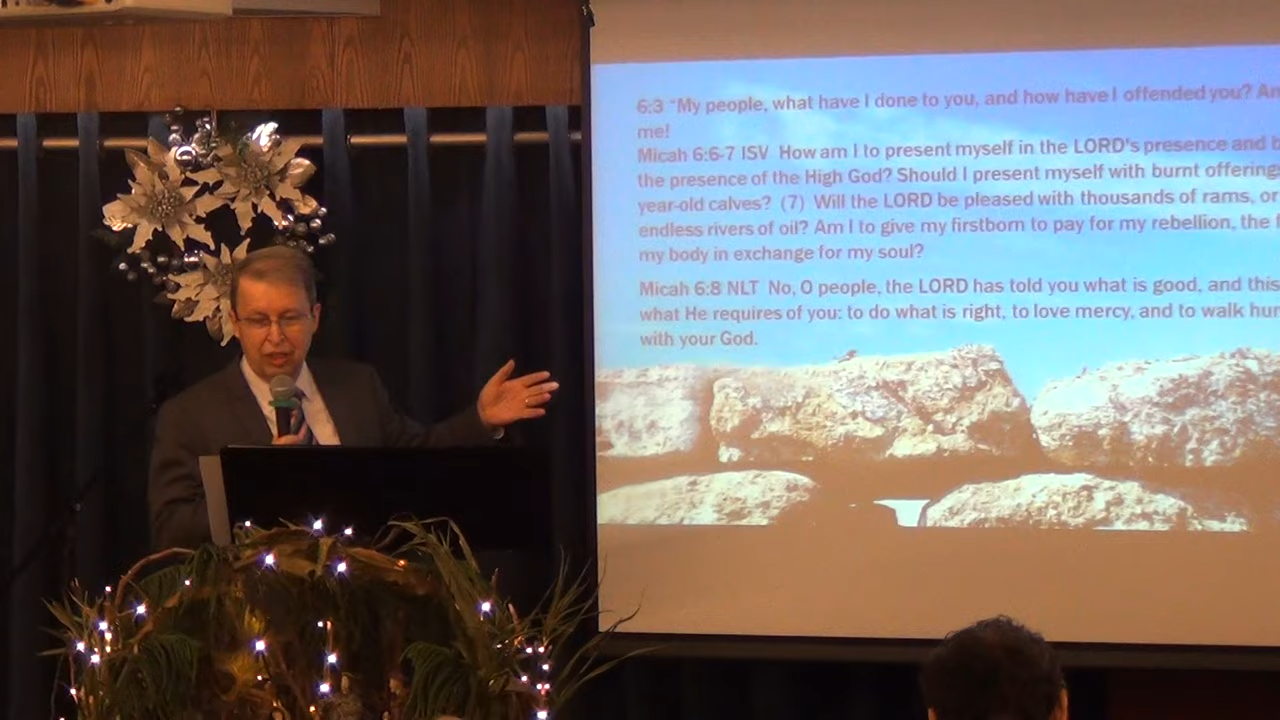 6:3 "My people, what have I done to you, and how have I offended you? An
me!
Micah 6:6-7 ISV How am I to present myself in the LORD's presence and b
the presence of the High God? Should I present myself with burnt offering
year-old calves? (7) Will the LORD be pleased with thousands of rams, or
endless rivers of oil? Am I to give my firstborn to pay for my rebellion, the
my body in exchange for my soul?
Micah 6:8 NLT No, O people, the LORD has told you what is good, and this
what He requires of you: to do what is right, to love mercy, and to walk hu
with your God.